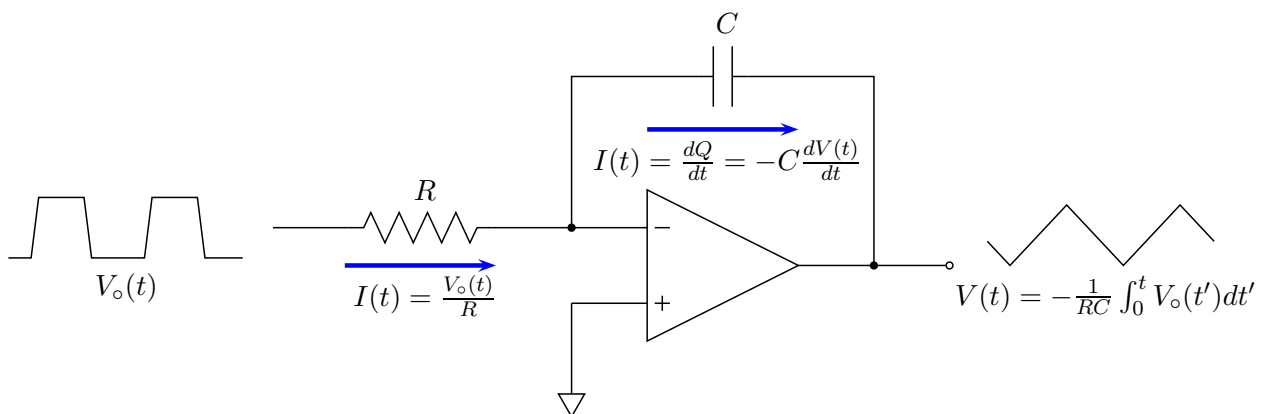 C
I(t) = dQ/dt = −C dV(t)/dt
R
−
V∘(t)
I(t) = V∘(t)/R
+
V(t) = −1/RC ∫₀ᵗ V∘(t′)dt′